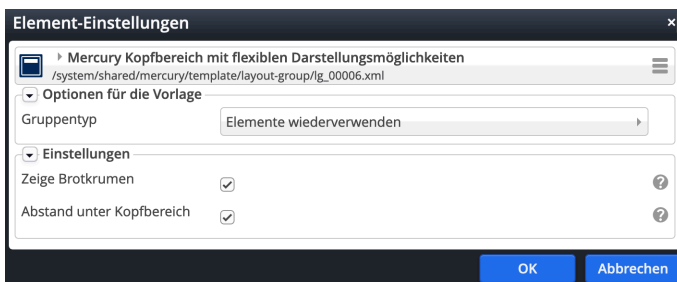 Element-Einstellungen ×
Mercury Kopfbereich mit flexiblen Darstellungsmöglichkeiten
/system/shared/mercury/template/layout-group/lg_00006.xml
Optionen für die Vorlage
Gruppentyp Elemente wiederverwenden
Einstellungen
Zeige Brotkrumen ?
Abstand unter Kopfbereich ?
OK Abbrechen